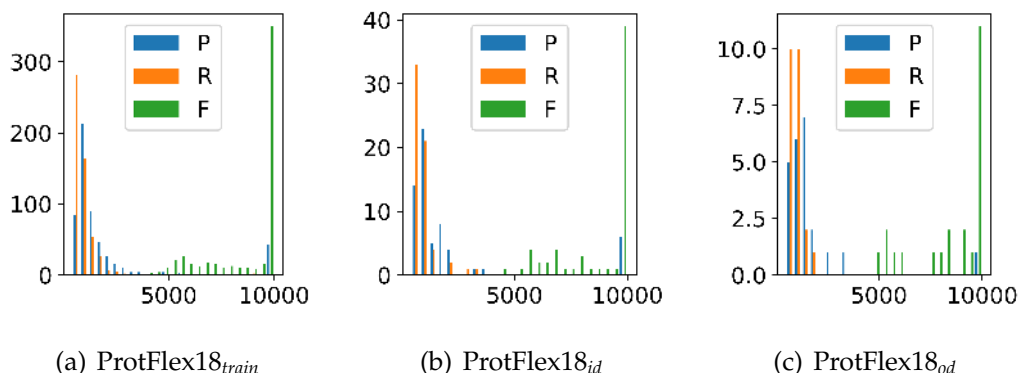 300
200
100
0
5000
10000
P
R
F
40
30
20
10
0
5000
10000
P
R
F
10.0
7.5
5.0
2.5
0.0
5000
10000
P
R
F
(a) ProtFlex18train
(b) ProtFlex18id
(c) ProtFlex18od